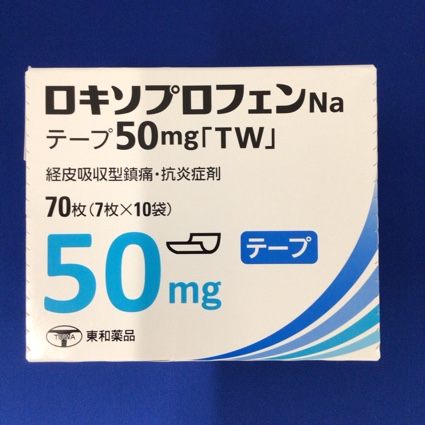 ロキソプロフェンNa
テープ50mg「TW」
経皮吸収型鎮痛・抗炎症剤
70枚(7枚×10袋)
50mg
テープ
TOWA 東和薬品